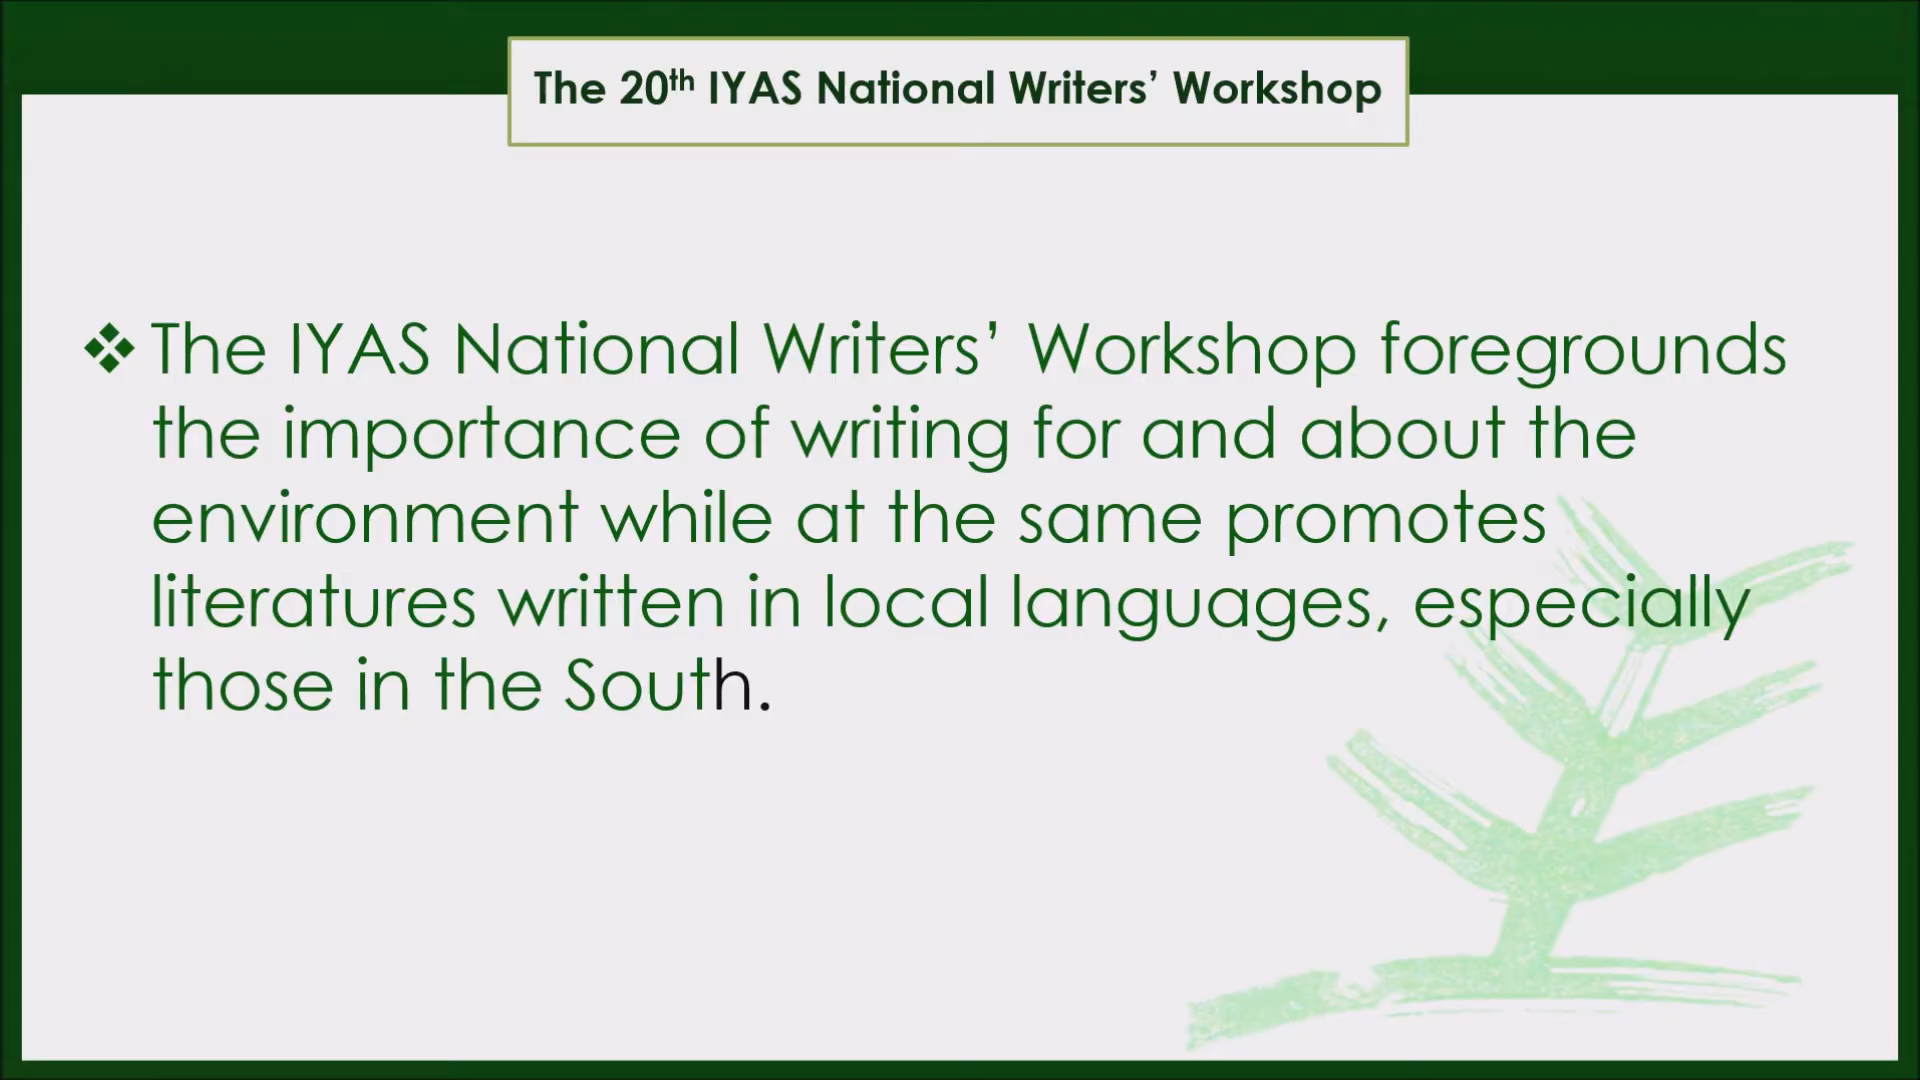 The 20th IYAS National Writers’ Workshop
❖ The IYAS National Writers’ Workshop foregrounds
the importance of writing for and about the
environment while at the same promotes
literatures written in local languages, especially
those in the South.